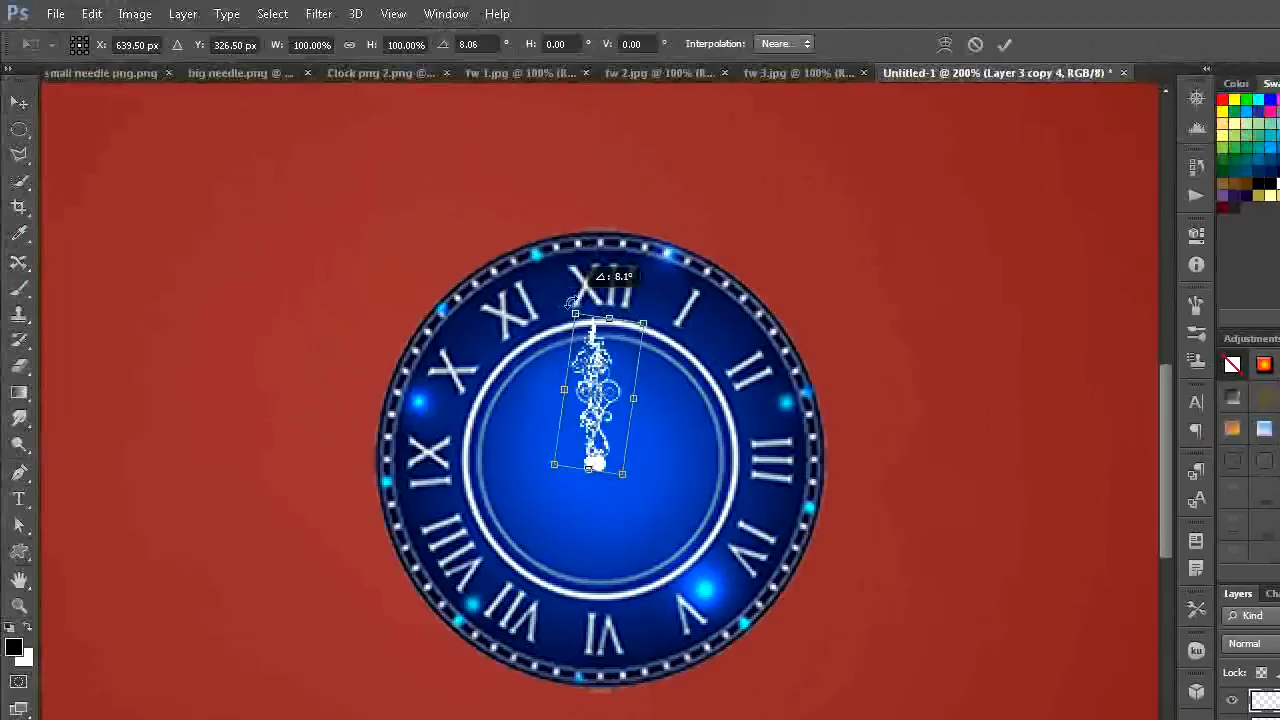 Ps File Edit Image Layer Type Select Filter 3D View Window Help
X: 639.50 px Y: 326.50 px W: 100.00% H: 100.00% 8.06 H: 0.00 ° V: 0.00 ° Interpolation: Neare...
small needle png.png × big needle.png @ ... × Clock png 2.png@... × fw 1.jpg @ 100% (R... × fw 2.jpg @ 100% (R... × fw 3.jpg @ 100% (R... × Untitled-1 @ 200% (Layer 3 copy 4, RGB/8) * ×
Color Swa
8.1°
XII
XI I
X II
IX III
VIII IV
VII V
VI
Adjustments
Layers Cha
Kind
Normal
Lock:
ku